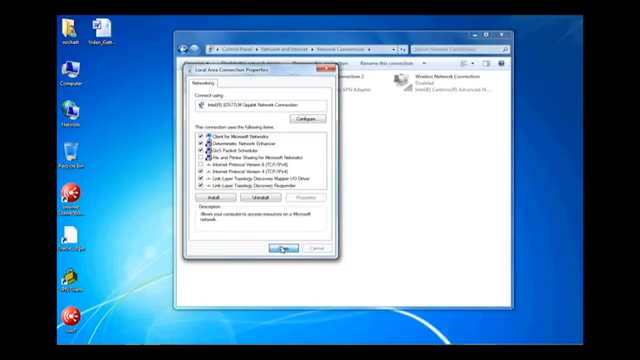 Video_Gett
Computer
Network
Recycle Bin
Internet
Control Panel ▸ Network and Internet ▸ Network Connections
Search Network Connections
Rename this connection
Local Area Connection Properties
Networking
Connect using:
Intel(R) 82577LM Gigabit Network Connection
Configure...
This connection uses the following items:
Client for Microsoft Networks
Deterministic Network Enhancer
QoS Packet Scheduler
File and Printer Sharing for Microsoft Networks
Internet Protocol Version 6 (TCP/IPv6)
Internet Protocol Version 4 (TCP/IPv4)
Link-Layer Topology Discovery Mapper I/O Driver
Link-Layer Topology Discovery Responder
Install...
Uninstall
Properties
Description
Allows your computer to access resources on a Microsoft
network.
Cancel
Connection 2
VPN Adapter
Wireless Network Connection
Disabled
Intel(R) Centrino(R) Advanced N...